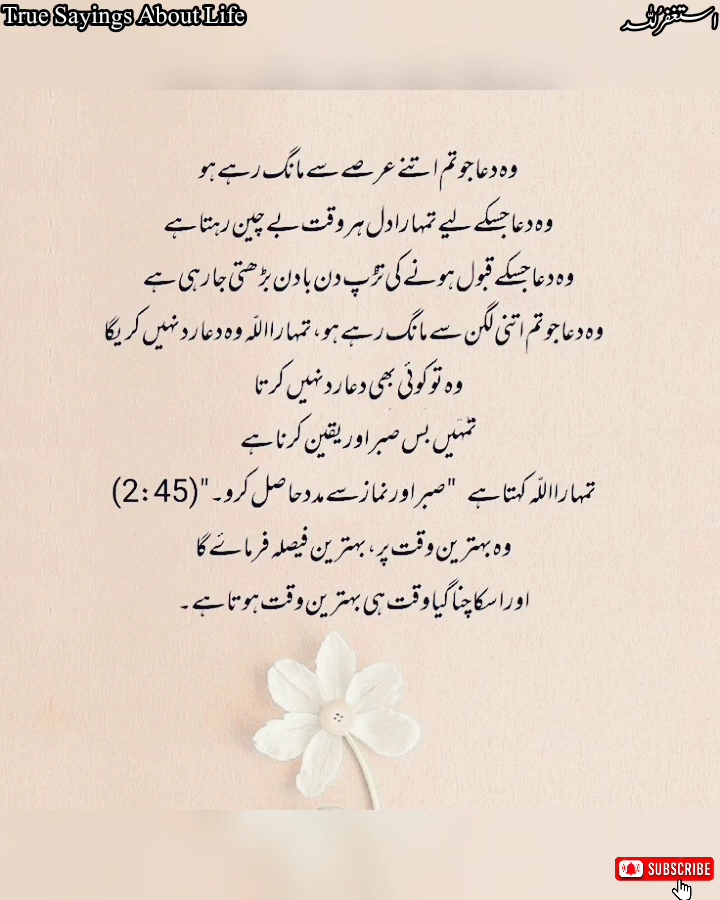 True Sayings About Life
استغفرُللہ
وہ دعا جو تم اتنے عرصے سے مانگ رہے ہو
وہ دعا جسکے لیے تمہارا دل ہر وقت بے چین رہتا ہے
وہ دعا جسکے قبول ہونے کی تڑپ دن بادن بڑھتی جارہی ہے
وہ دعا جو تم اتنی لگن سے مانگ رہے ہو، تمہارا اللّٰہ وہ دعا رد نہیں کریگا
وہ تو کوئی بھی دعا رد نہیں کرتا
تمہیں بس صبر اور یقین کرنا ہے
تمہارا اللّٰہ کہتا ہے "صبر اور نماز سے مدد حاصل کرو۔" (2:45)
وہ بہترین وقت پر، بہترین فیصلہ فرمائے گا
اور اسکا چنا گیا وقت ہی بہترین وقت ہوتا ہے۔
SUBSCRIBE